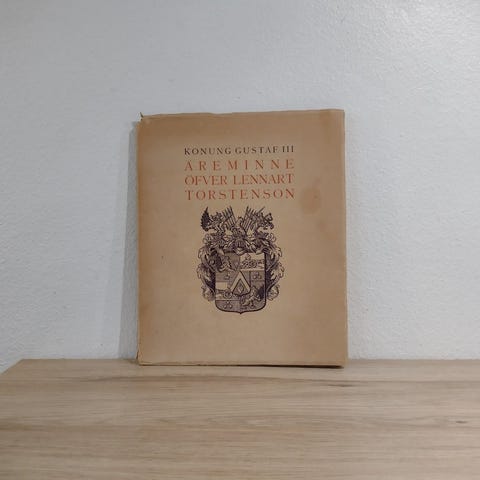 KONUNG GUSTAF III
ÄREMINNE
ÖFVER LENNART
TORSTENSON